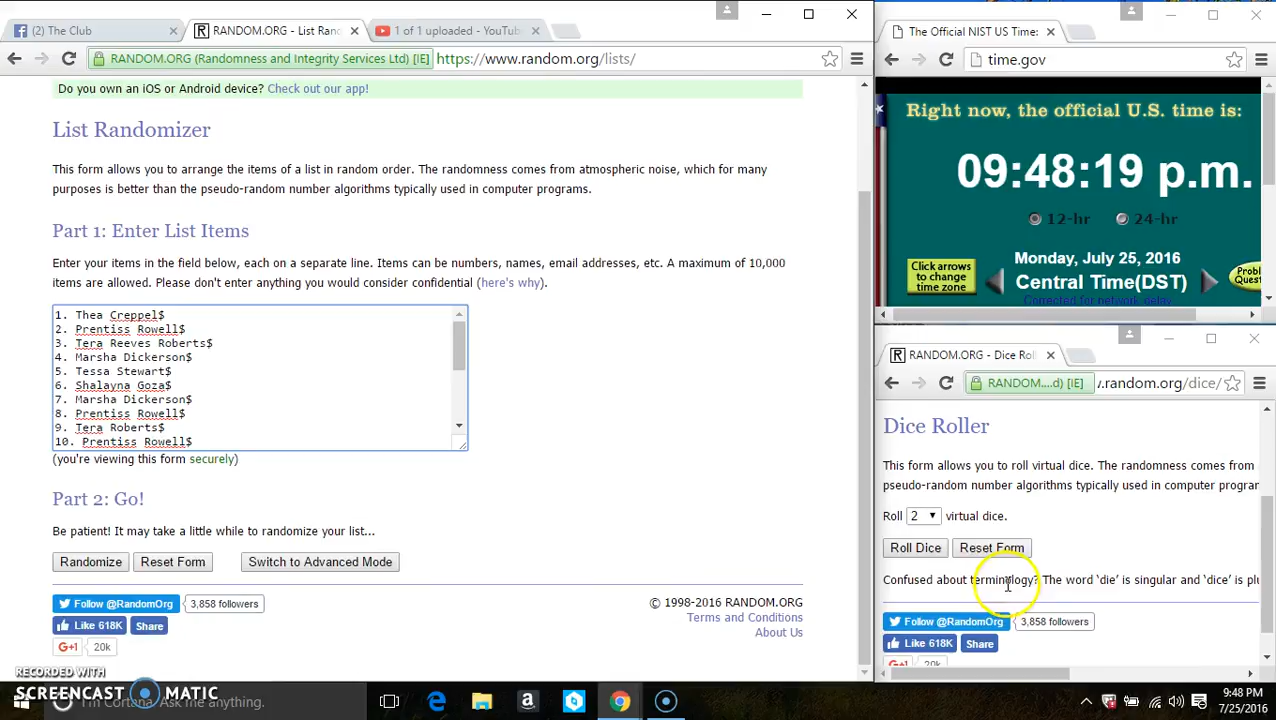 (2) The Club
RANDOM.ORG - List Ran
1 of 1 uploaded - YouTub
RANDOM.ORG (Randomness and Integrity Services Ltd) [IE]
https://www.random.org/lists/
Do you own an iOS or Android device? Check out our app!
List Randomizer
This form allows you to arrange the items of a list in random order. The randomness comes from atmospheric noise, which for many
purposes is better than the pseudo-random number algorithms typically used in computer programs.
Part 1: Enter List Items
Enter your items in the field below, each on a separate line. Items can be numbers, names, email addresses, etc. A maximum of 10,000
items are allowed. Please don't enter anything you would consider confidential (here's why).
1. Thea Creppel$
2. Prentiss Rowell$
3. Tera Reeves Roberts$
4. Marsha Dickerson$
5. Tessa Stewart$
6. Shalayna Goza$
7. Marsha Dickerson$
8. Prentiss Rowell$
9. Tera Roberts$
10. Prentiss Rowell$
(you're viewing this form securely)
Part 2: Go!
Be patient! It may take a little while to randomize your list...
Randomize
Reset Form
Switch to Advanced Mode
Follow @RandomOrg
3,858 followers
Like 618K
Share
G+1
20k
© 1998-2016 RANDOM.ORG
Terms and Conditions
About Us
The Official NIST US Time:
time.gov
Right now, the official U.S. time is:
09:48:19 p.m.
12-hr
24-hr
Monday, July 25, 2016
Central Time(DST)
Corrected for network delay
Click arrows
to change
time zone
Probl
Quest
RANDOM.ORG - Dice Rol
RANDOM....d) [IE]
/.random.org/dice/
Dice Roller
This form allows you to roll virtual dice. The randomness comes from
pseudo-random number algorithms typically used in computer program
Roll 2 virtual dice.
Roll Dice
Reset Form
Confused about terminology? The word 'die' is singular and 'dice' is plu
Follow @RandomOrg
3,858 followers
Like 618K
Share
G+1
20k
RECORDED WITH
SCREENCAST MATIC
I'm Cortana. Ask me anything.
9:48 PM
7/25/2016